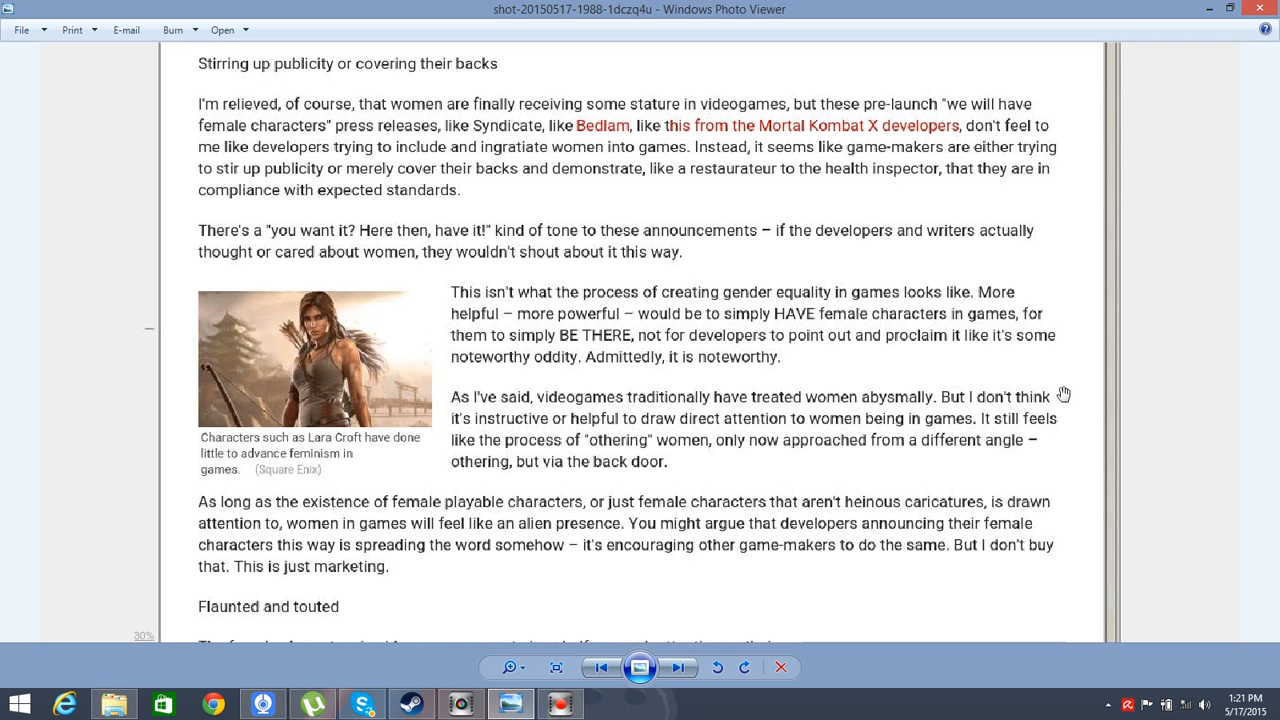 shot-20150517-1988-1dczq4u - Windows Photo Viewer
File Print E-mail Burn Open
Stirring up publicity or covering their backs
I'm relieved, of course, that women are finally receiving some stature in videogames, but these pre-launch "we will have
female characters" press releases, like Syndicate, like Bedlam, like this from the Mortal Kombat X developers, don't feel to
me like developers trying to include and ingratiate women into games. Instead, it seems like game-makers are either trying
to stir up publicity or merely cover their backs and demonstrate, like a restaurateur to the health inspector, that they are in
compliance with expected standards.
There's a "you want it? Here then, have it!" kind of tone to these announcements – if the developers and writers actually
thought or cared about women, they wouldn't shout about it this way.
This isn't what the process of creating gender equality in games looks like. More
helpful – more powerful – would be to simply HAVE female characters in games, for
them to simply BE THERE, not for developers to point out and proclaim it like it's some
noteworthy oddity. Admittedly, it is noteworthy.
As I've said, videogames traditionally have treated women abysmally. But I don't think
it's instructive or helpful to draw direct attention to women being in games. It still feels
like the process of "othering" women, only now approached from a different angle –
othering, but via the back door.
Characters such as Lara Croft have done
little to advance feminism in
games. (Square Enix)
As long as the existence of female playable characters, or just female characters that aren't heinous caricatures, is drawn
attention to, women in games will feel like an alien presence. You might argue that developers announcing their female
characters this way is spreading the word somehow – it's encouraging other game-makers to do the same. But I don't buy
that. This is just marketing.
Flaunted and touted
30%
1:21 PM
5/17/2015